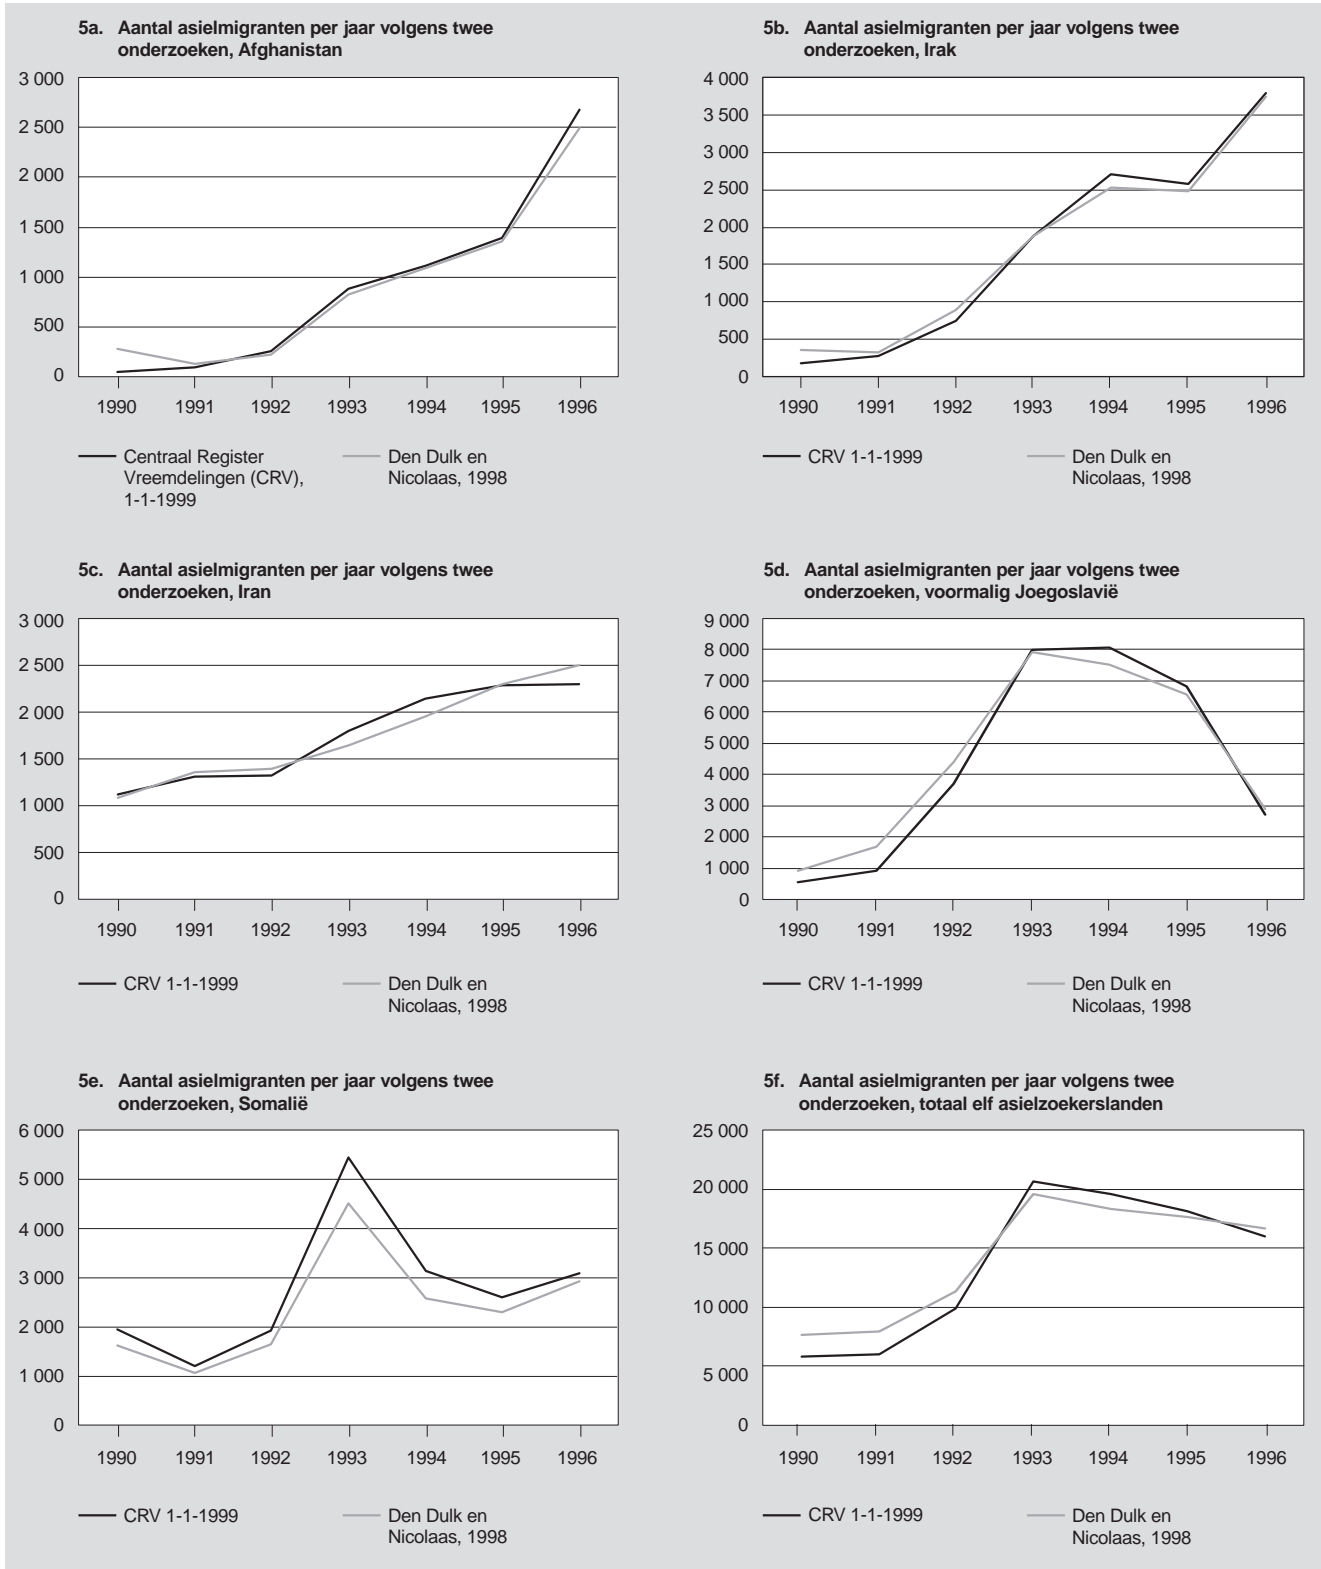 5a. Aantal asielmigranten per jaar volgens twee
onderzoeken, Afghanistan
3 000
2 500
2 000
1 500
1 000
500
0
1990 1991 1992 1993 1994 1995 1996
Centraal Register
Vreemdelingen (CRV),
1-1-1999
Den Dulk en
Nicolaas, 1998
5b. Aantal asielmigranten per jaar volgens twee
onderzoeken, Irak
4 000
3 500
3 000
2 500
2 000
1 500
1 000
500
0
1990 1991 1992 1993 1994 1995 1996
CRV 1-1-1999
Den Dulk en
Nicolaas, 1998
5c. Aantal asielmigranten per jaar volgens twee
onderzoeken, Iran
3 000
2 500
2 000
1 500
1 000
500
0
1990 1991 1992 1993 1994 1995 1996
CRV 1-1-1999
Den Dulk en
Nicolaas, 1998
5d. Aantal asielmigranten per jaar volgens twee
onderzoeken, voormalig Joegoslavië
9 000
8 000
7 000
6 000
5 000
4 000
3 000
2 000
1 000
0
1990 1991 1992 1993 1994 1995 1996
CRV 1-1-1999
Den Dulk en
Nicolaas, 1998
5e. Aantal asielmigranten per jaar volgens twee
onderzoeken, Somalië
6 000
5 000
4 000
3 000
2 000
1 000
0
1990 1991 1992 1993 1994 1995 1996
CRV 1-1-1999
Den Dulk en
Nicolaas, 1998
5f. Aantal asielmigranten per jaar volgens twee
onderzoeken, totaal elf asielzoekerslanden
25 000
20 000
15 000
10 000
5 000
0
1990 1991 1992 1993 1994 1995 1996
CRV 1-1-1999
Den Dulk en
Nicolaas, 1998